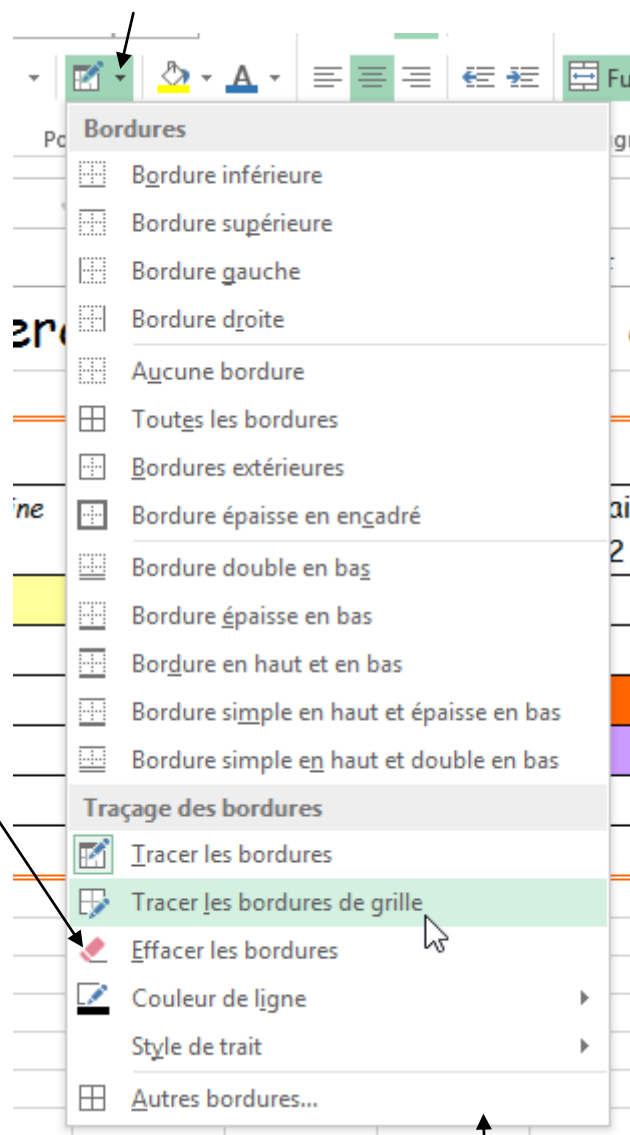 A
Fu
Po
Bordures
Bordure inférieure
Bordure supérieure
Bordure gauche
Bordure droite
Aucune bordure
Toutes les bordures
Bordures extérieures
Bordure épaisse en encadré
2
Bordure double en bas
Bordure épaisse en bas
Bordure en haut et en bas
Bordure simple en haut et épaisse en bas
Bordure simple en haut et double en bas
Traçage des bordures
Tracer les bordures
Tracer les bordures de grille
Effacer les bordures
Couleur de ligne
Style de trait
Autres bordures...